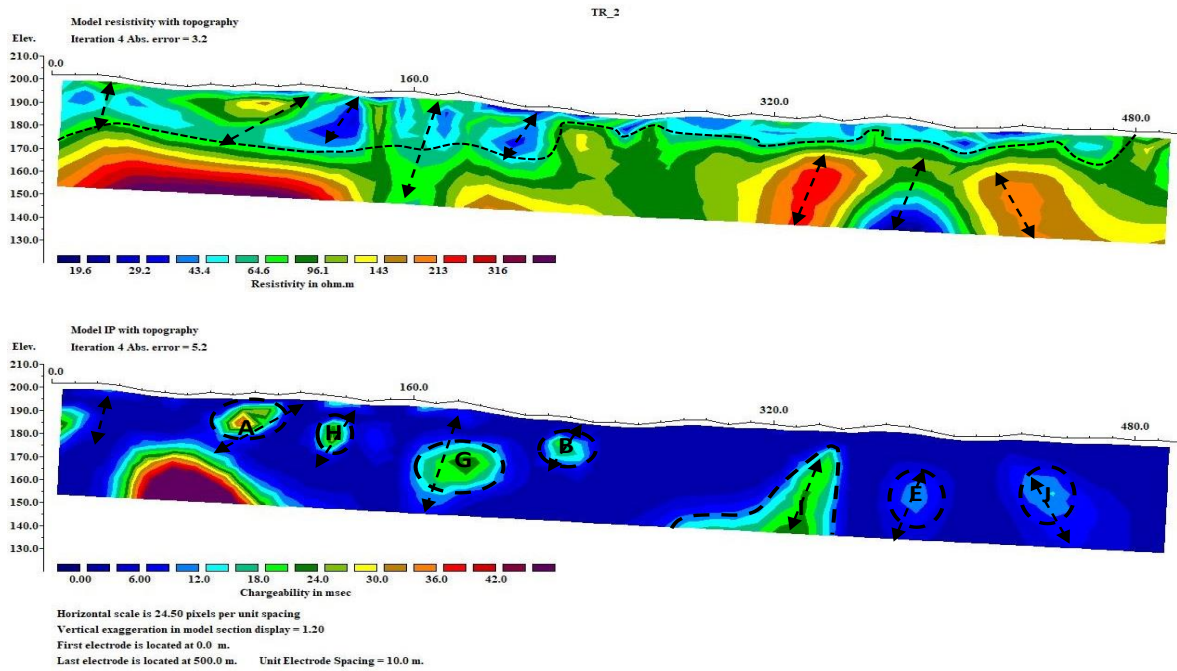 TR_2
Model resistivity with topography
Elev. Iteration 4 Abs. error = 3.2
210.0
0.0
200.0
160.0
190.0
180.0
320.0
170.0
480.0
160.0
150.0
140.0
130.0
19.6 29.2 43.4 64.6 96.1 143 213 316
Resistivity in ohm.m
Model IP with topography
Elev. Iteration 4 Abs. error = 5.2
210.0
0.0
200.0
160.0
190.0
A
H
180.0
B
320.0
G
170.0
480.0
160.0
E
J
150.0
I
140.0
130.0
0.00 6.00 12.0 18.0 24.0 30.0 36.0 42.0
Chargeability in msec
Horizontal scale is 24.50 pixels per unit spacing
Vertical exaggeration in model section display = 1.20
First electrode is located at 0.0 m.
Last electrode is located at 500.0 m. Unit Electrode Spacing = 10.0 m.